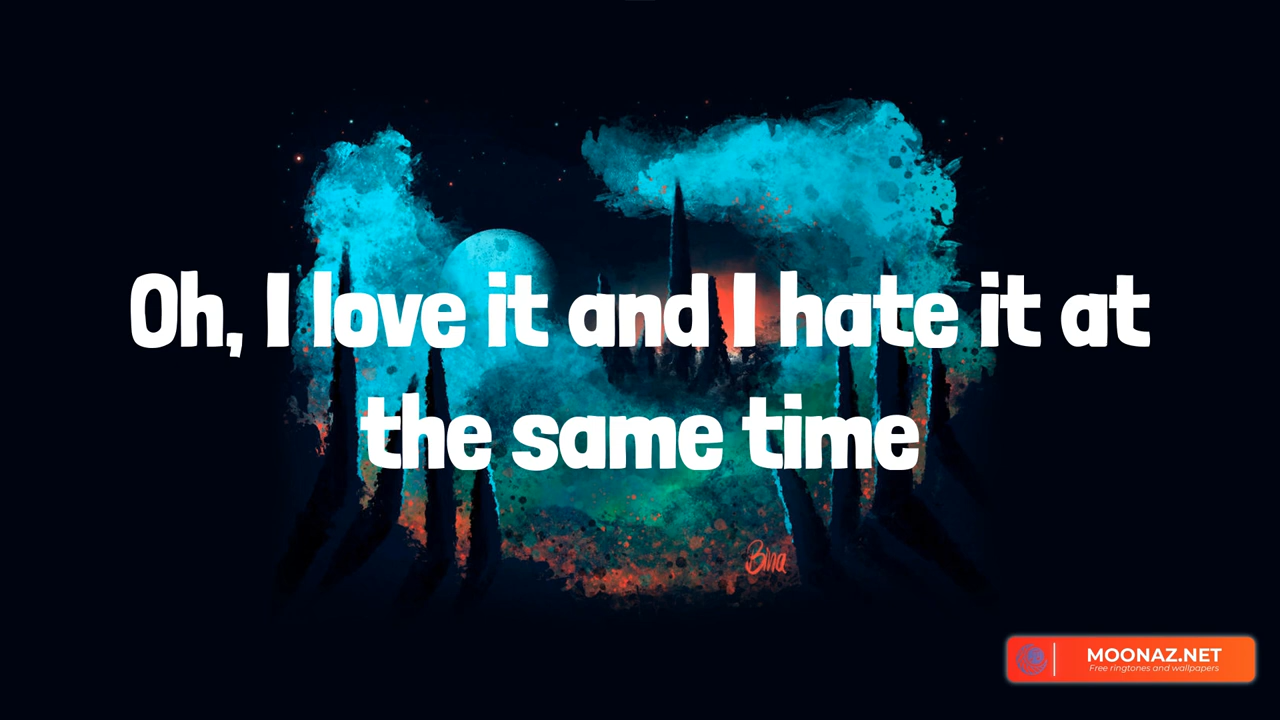 Oh, I love it and I hate it at
the same time
Bina
MOONAZ.NET
Free ringtones and wallpapers